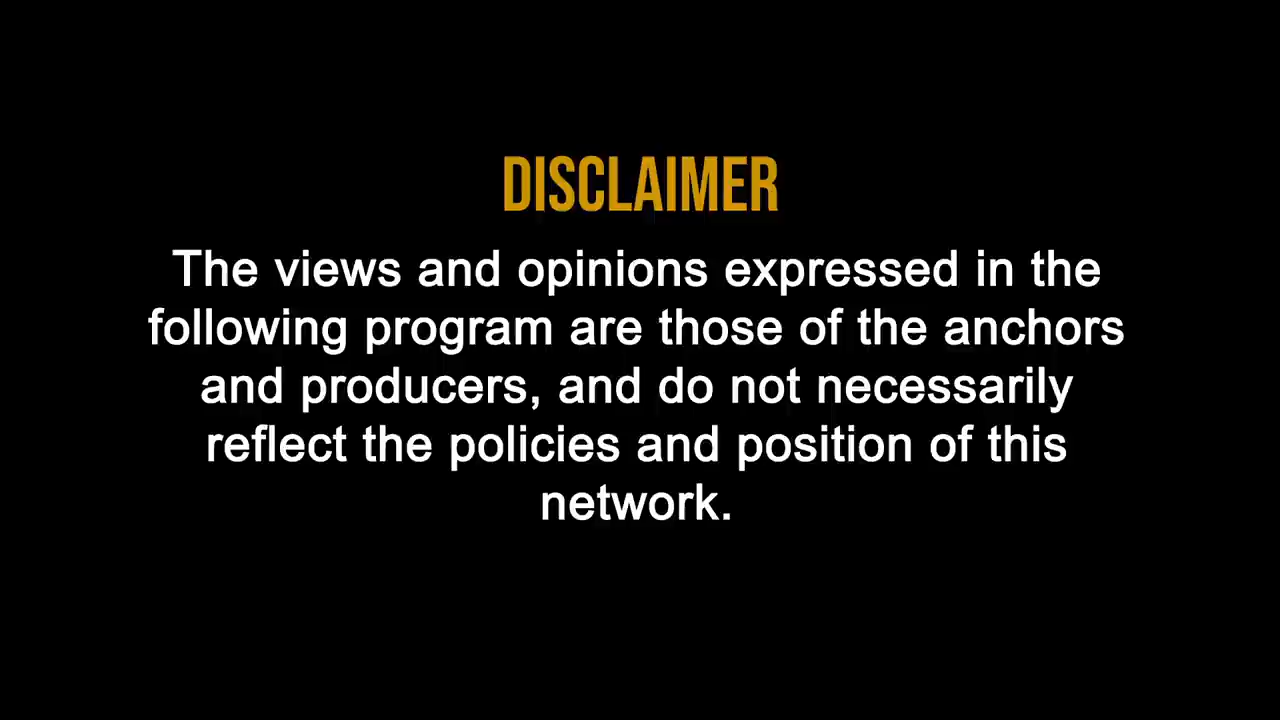 DISCLAIMER
The views and opinions expressed in the
following program are those of the anchors
and producers, and do not necessarily
reflect the policies and position of this
network.